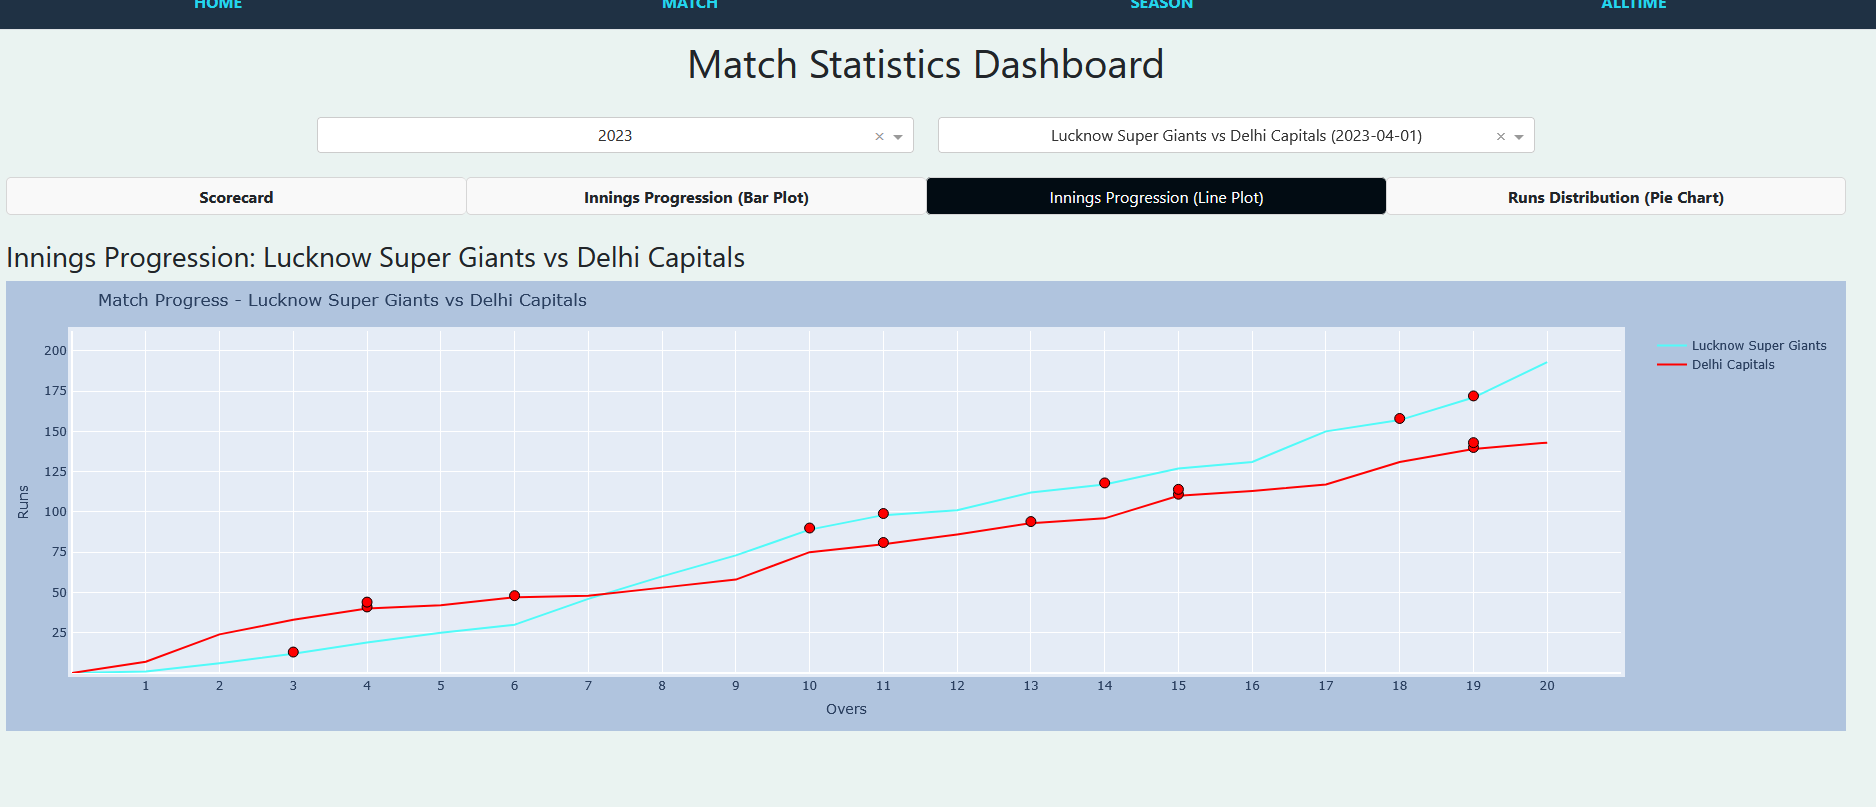 HOME MATCH SEASON ALLTIME
Match Statistics Dashboard
2023 × Lucknow Super Giants vs Delhi Capitals (2023-04-01) ×
Scorecard Innings Progression (Bar Plot) Innings Progression (Line Plot) Runs Distribution (Pie Chart)
Innings Progression: Lucknow Super Giants vs Delhi Capitals
Match Progress - Lucknow Super Giants vs Delhi Capitals
Lucknow Super Giants
Delhi Capitals
200
175
150
125
100
75
50
25
Runs
1 2 3 4 5 6 7 8 9 10 11 12 13 14 15 16 17 18 19 20
Overs